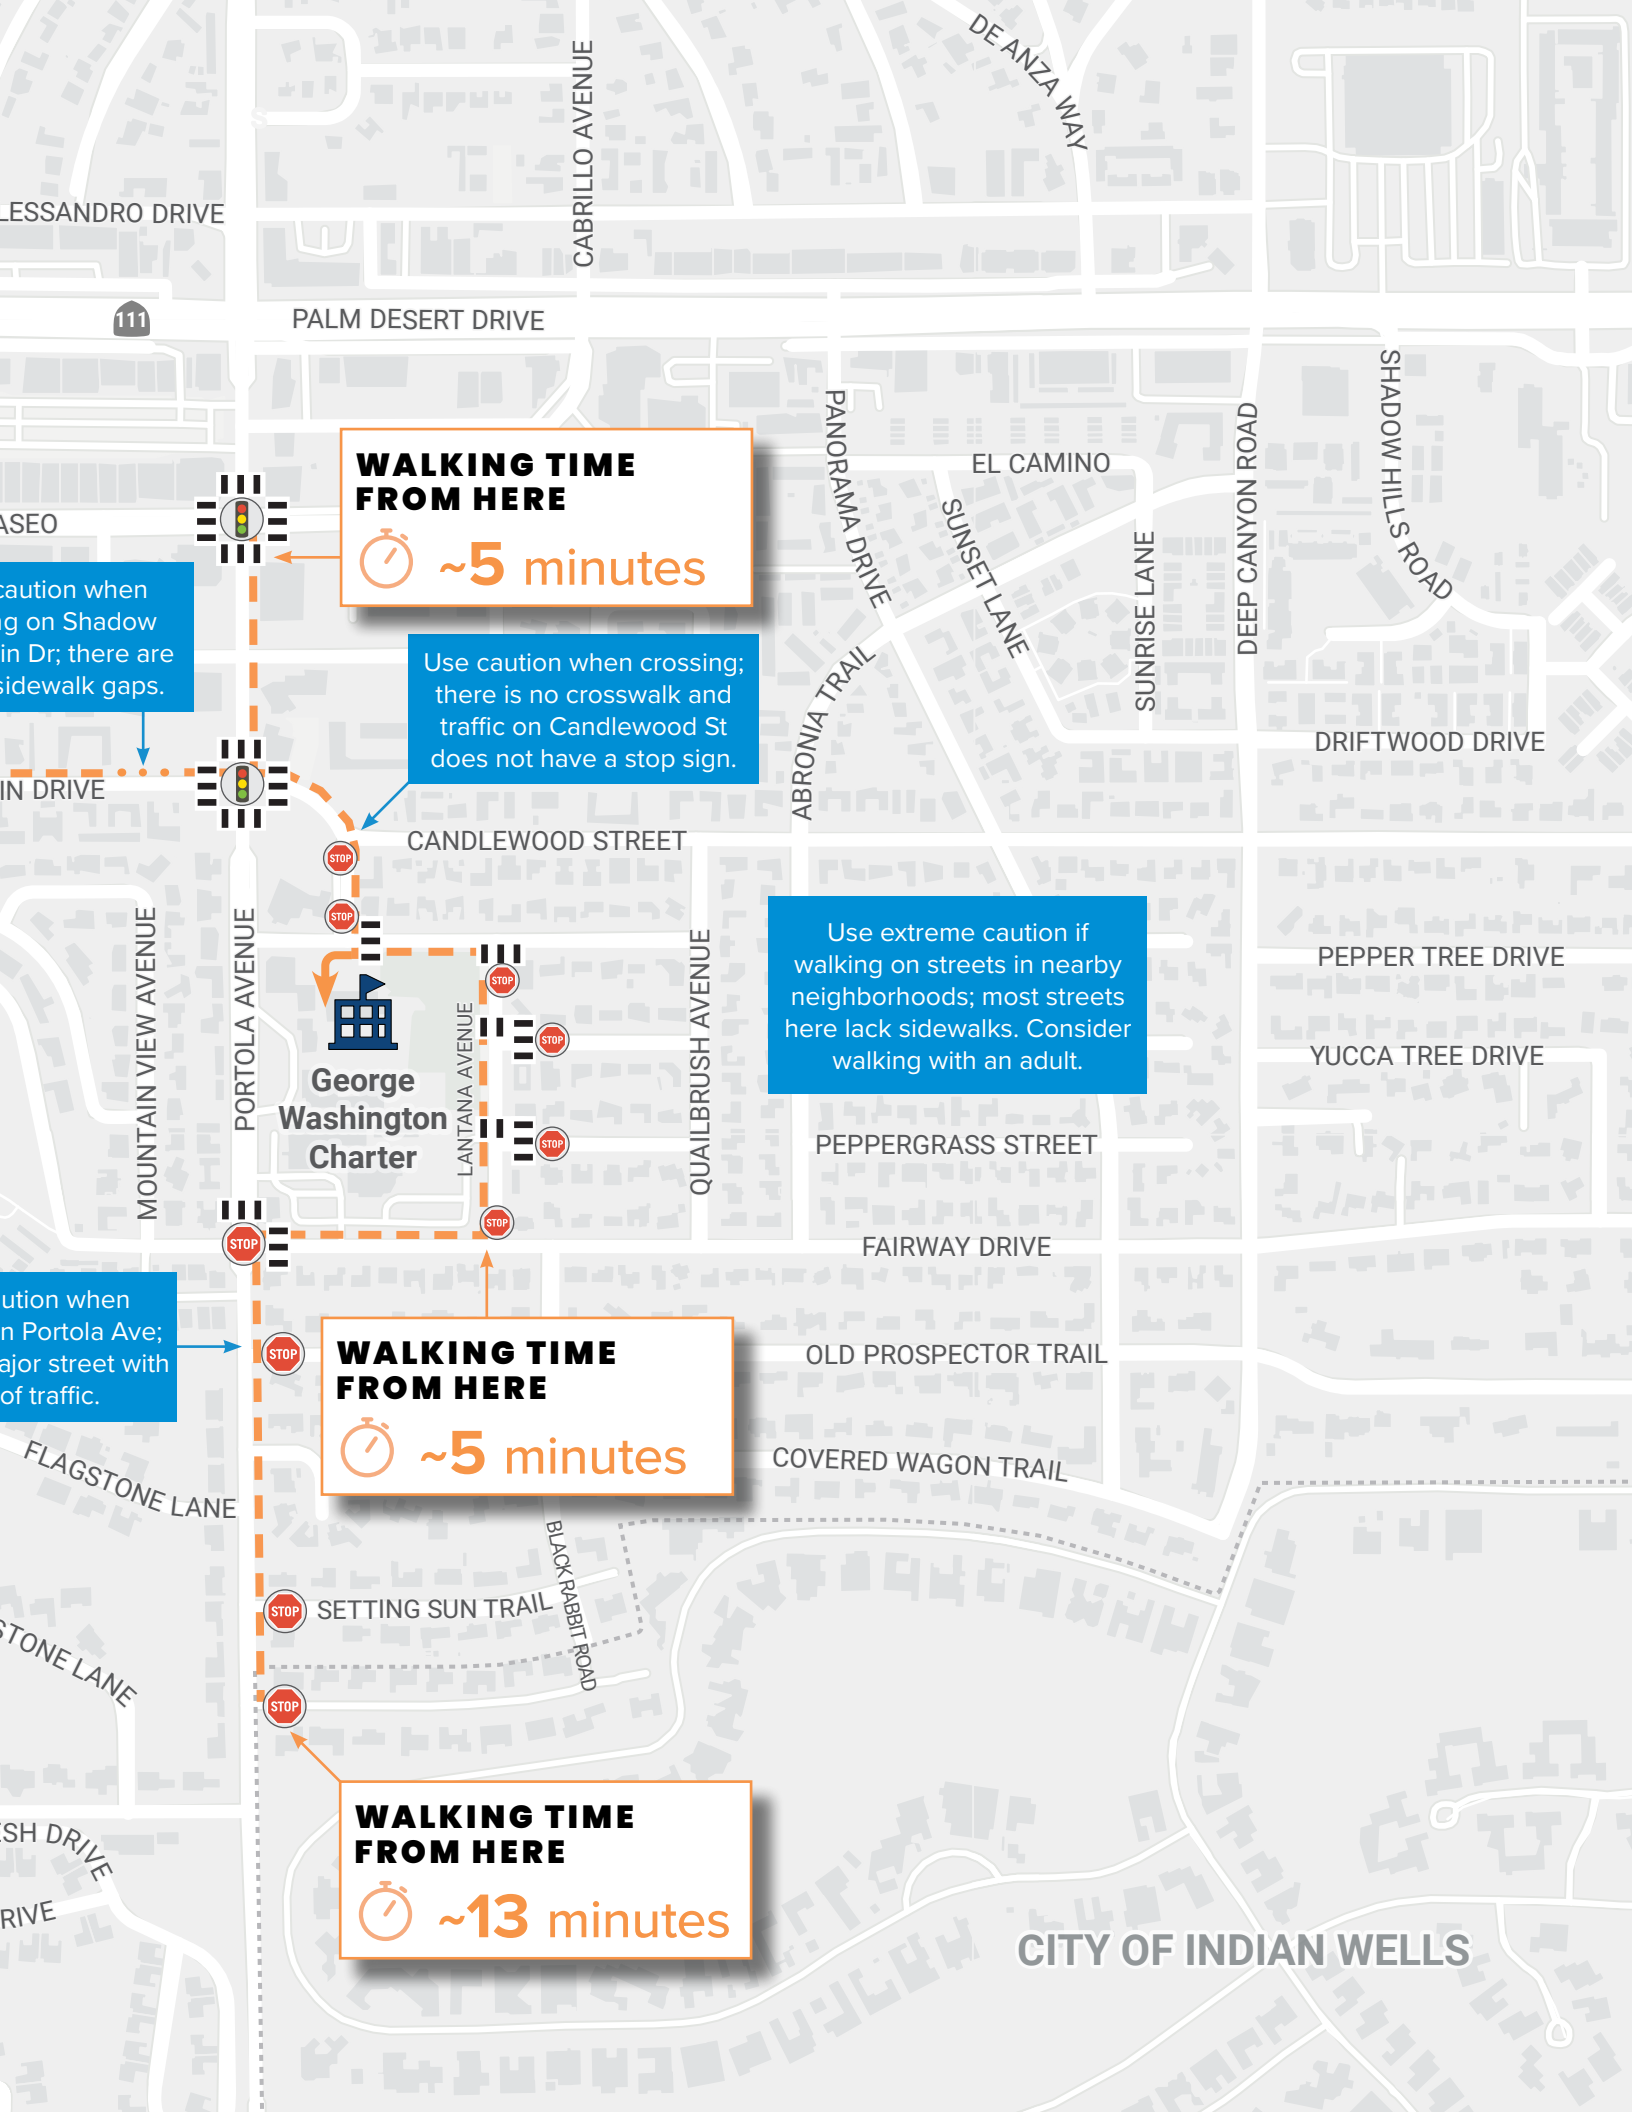 DE ANZA WAY
CABRILLO AVENUE
LESSANDRO DRIVE
111
PALM DESERT DRIVE
SHADOW HILLS ROAD
PANORAMA DRIVE
DEEP CANYON ROAD
WALKING TIME
FROM HERE
~5 minutes
EL CAMINO
SUNSET LANE
SUNRISE LANE
ASEO
caution when
ng on Shadow
in Dr; there are
sidewalk gaps.
Use caution when crossing;
there is no crosswalk and
traffic on Candlewood St
does not have a stop sign.
ABRONIA TRAIL
DRIFTWOOD DRIVE
IN DRIVE
CANDLEWOOD STREET
STOP
STOP
MOUNTAIN VIEW AVENUE
PORTOLA AVENUE
QUAILBRUSH AVENUE
Use extreme caution if
walking on streets in nearby
neighborhoods; most streets
here lack sidewalks. Consider
walking with an adult.
PEPPER TREE DRIVE
STOP
LANTANA AVENUE
STOP
YUCCA TREE DRIVE
George
Washington
Charter
STOP
PEPPERGRASS STREET
STOP
STOP
FAIRWAY DRIVE
ution when
n Portola Ave;
ajor street with
of traffic.
STOP
WALKING TIME
FROM HERE
~5 minutes
OLD PROSPECTOR TRAIL
COVERED WAGON TRAIL
FLAGSTONE LANE
BLACK RABBIT ROAD
STOP
SETTING SUN TRAIL
STONE LANE
STOP
WALKING TIME
FROM HERE
~13 minutes
ESH DRIVE
RIVE
CITY OF INDIAN WELLS